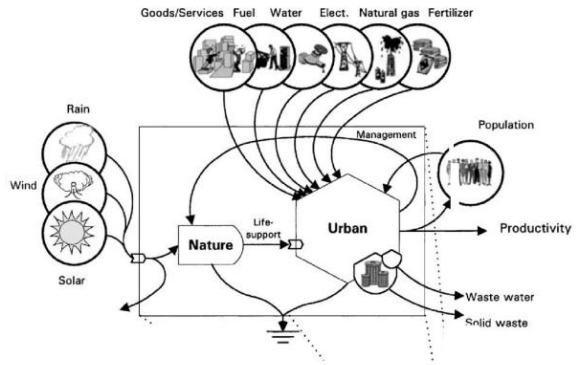 Goods/Services Fuel Water Elect. Natural gas Fertilizer
Management
Population
Rain
Wind
Solar
Nature
Life-
support
Urban
Productivity
Waste water
Solid waste